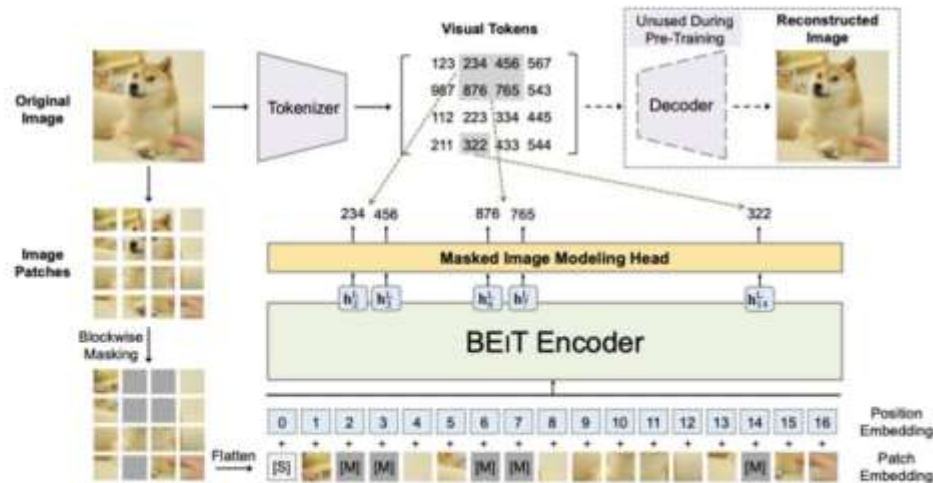 Original
Image
Tokenizer
Visual Tokens
123 234 456 567
987 876 765 543
112 223 334 445
211 322 433 544
Unused During
Pre-Training
Reconstructed
Image
Decoder
Image
Patches
Blockwise
Masking
Flatten
234 456 876 765 322
Masked Image Modeling Head
BEIT Encoder
0 1 2 3 4 5 6 7 8 9 10 11 12 13 14 15 16
Position
Embedding
+ + + + + + + + + + + + + + + + +
[S] [M] [M] [M] [M] [M]
Patch
Embedding